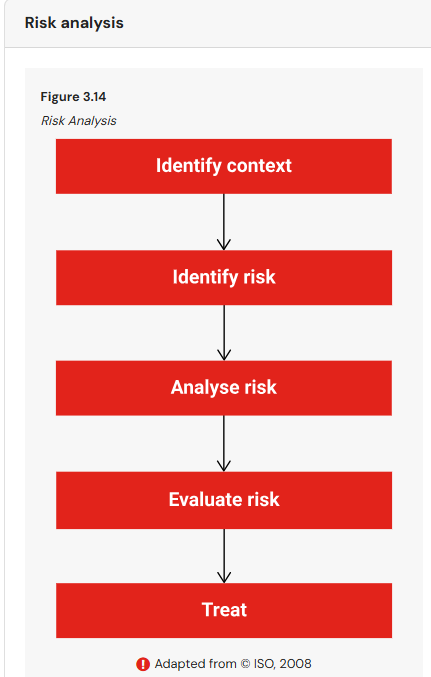 Risk analysis
Figure 3.14
Risk Analysis
Identify context
Identify risk
Analyse risk
Evaluate risk
Treat
! Adapted from © ISO, 2008